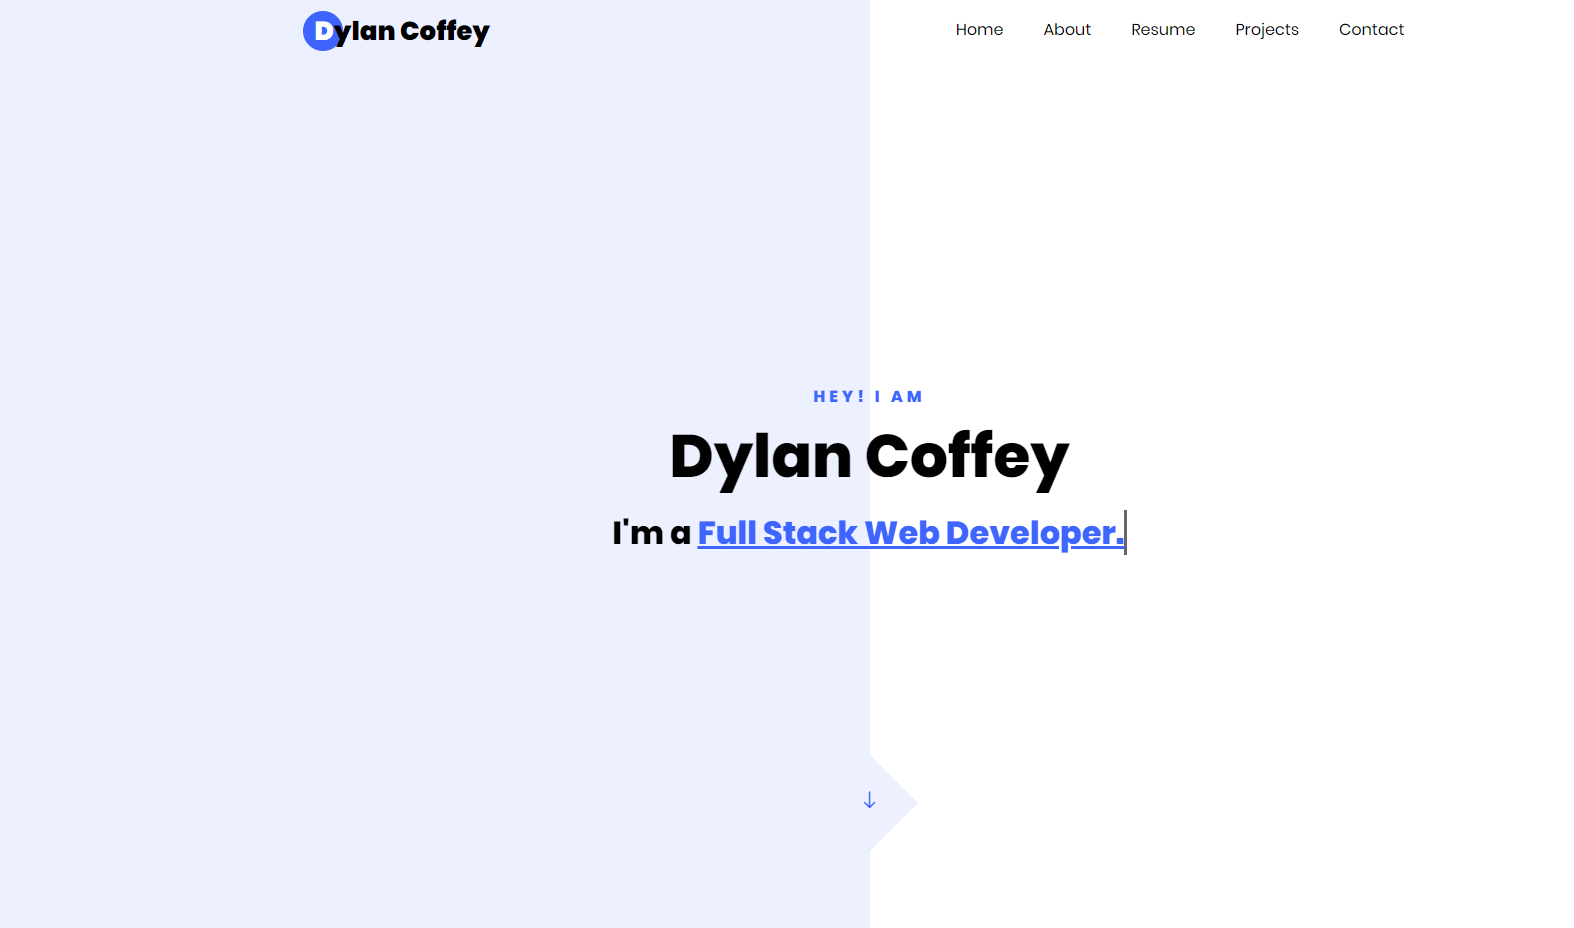 Dylan Coffey
Home About Resume Projects Contact
HEY! I AM
Dylan Coffey
I'm a Full Stack Web Developer.